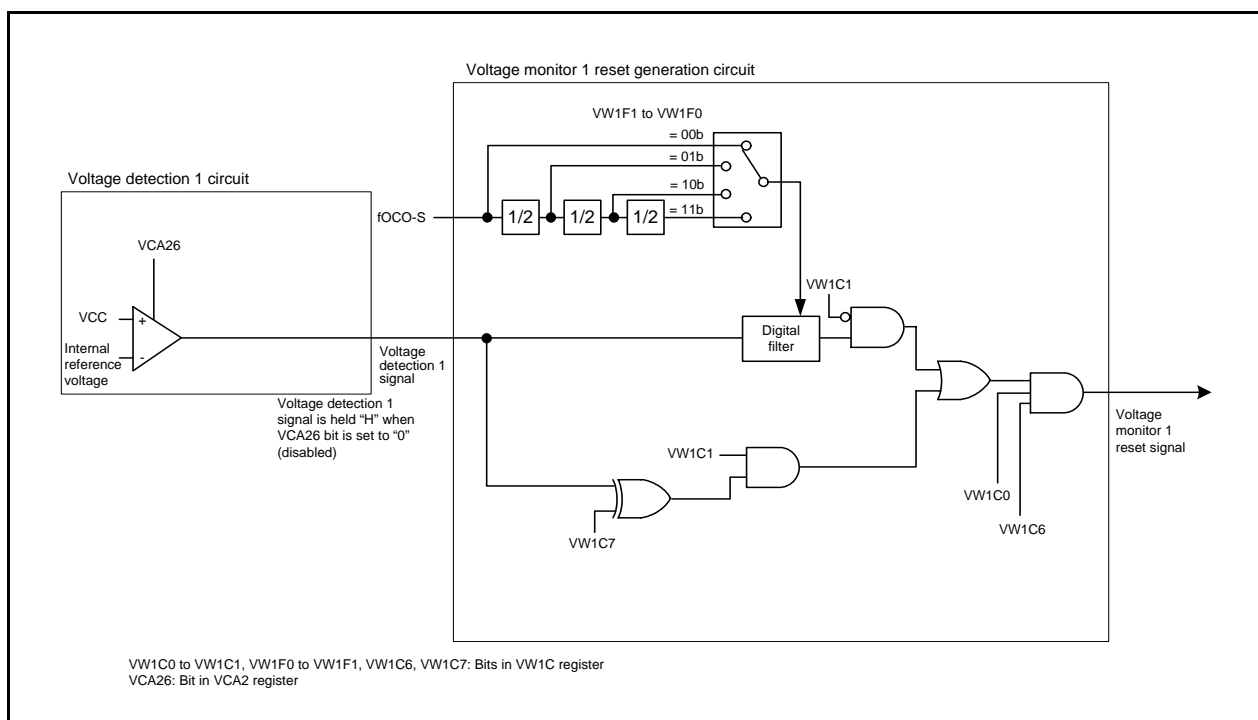 Voltage monitor 1 reset generation circuit
VW1F1 to VW1F0
= 00b
= 01b
= 10b
= 11b
Voltage detection 1 circuit
fOCO-S
1/2
1/2
1/2
VCA26
VW1C1
VCC
+
-
Internal
reference
voltage
Digital
filter
Voltage
detection 1
signal
Voltage detection 1
signal is held “H” when
VCA26 bit is set to “0”
(disabled)
Voltage
monitor 1
reset signal
VW1C1
VW1C0
VW1C6
VW1C7
VW1C0 to VW1C1, VW1F0 to VW1F1, VW1C6, VW1C7: Bits in VW1C register
VCA26: Bit in VCA2 register